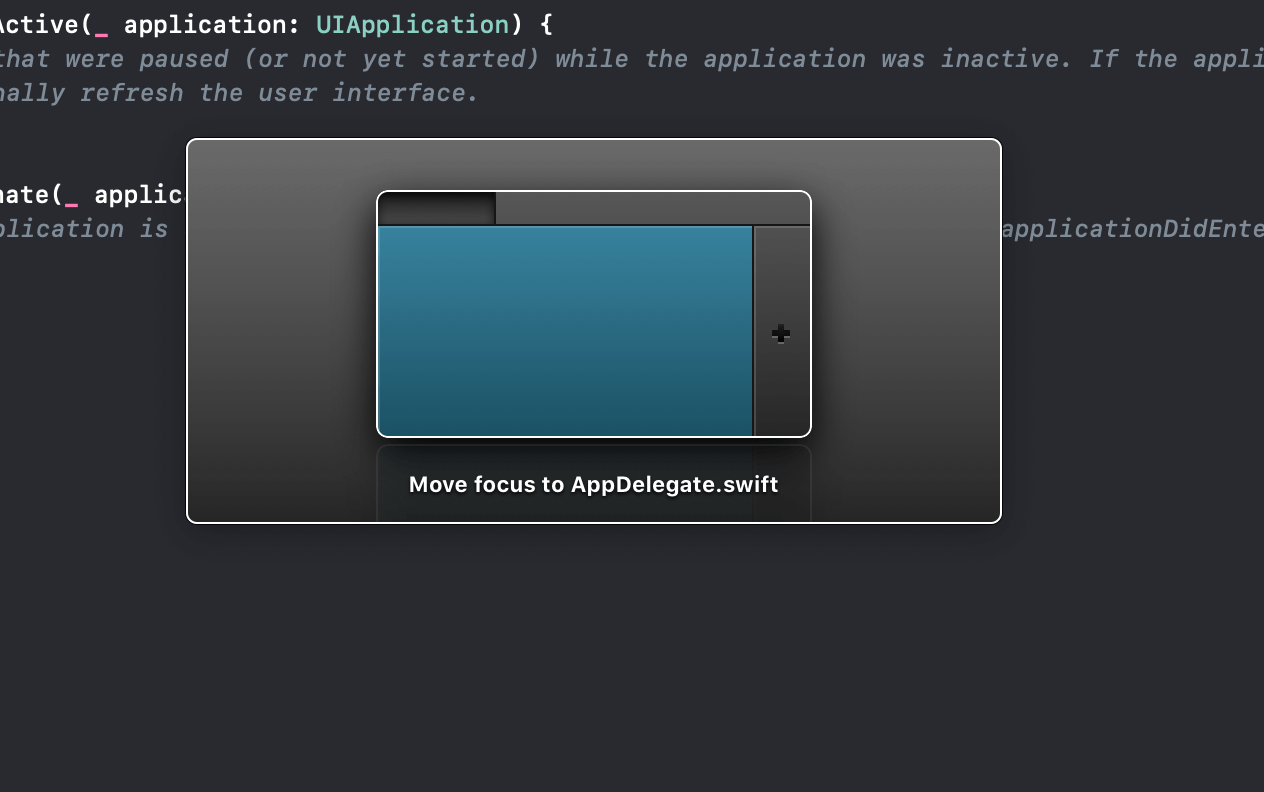 Active(_ application: UIApplication) {
that were paused (or not yet started) while the application was inactive. If the appli
nally refresh the user interface.
nate(_ applic
plication is applicationDidEnte
Move focus to AppDelegate.swift